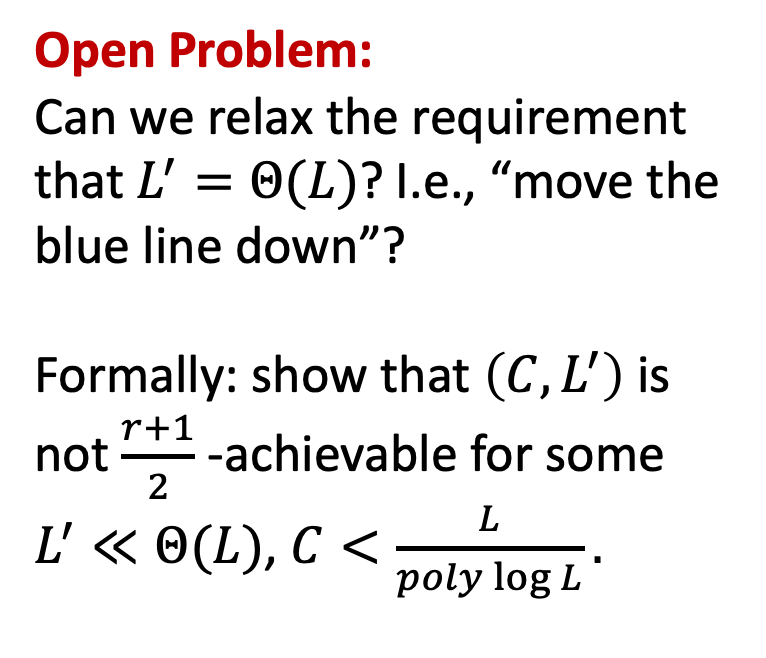 Open Problem:
Can we relax the requirement
that 𝐿′ = Θ(𝐿)? I.e., “move the
blue line down”?
Formally: show that (𝐶, 𝐿′) is
not (𝑟+1)/2 -achievable for some
𝐿′ ≪ Θ(𝐿), 𝐶 < 𝐿/(𝑝𝑜𝑙𝑦 log 𝐿).